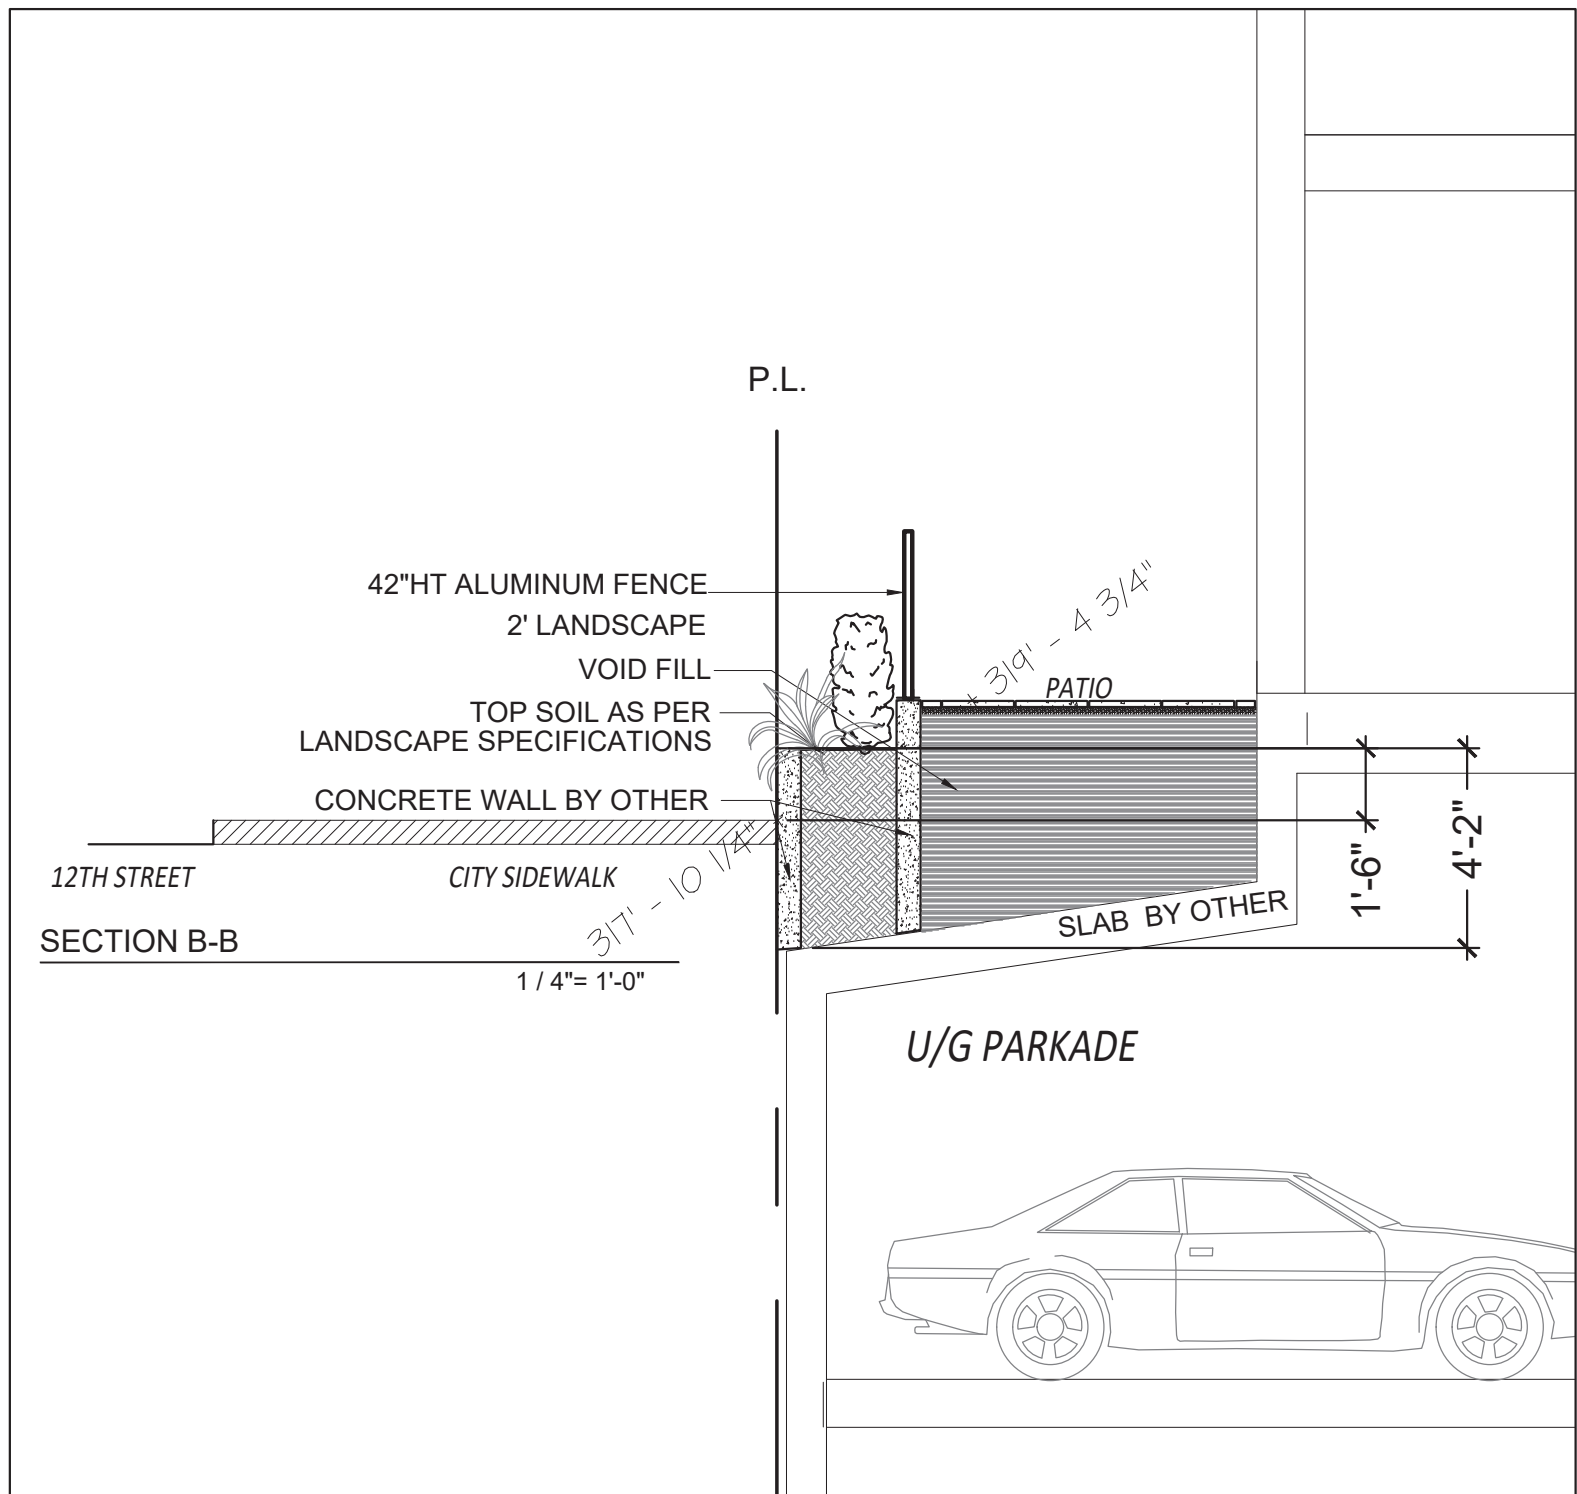 P.L.
42"HT ALUMINUM FENCE
2' LANDSCAPE
VOID FILL
TOP SOIL AS PER
LANDSCAPE SPECIFICATIONS
CONCRETE WALL BY OTHER
+ 319' - 4 3/4"
PATIO
12TH STREET
CITY SIDEWALK
317' - 10 1/4"
1'-6"
4'-2"
SLAB BY OTHER
SECTION B-B
1 / 4"= 1'-0"
U/G PARKADE